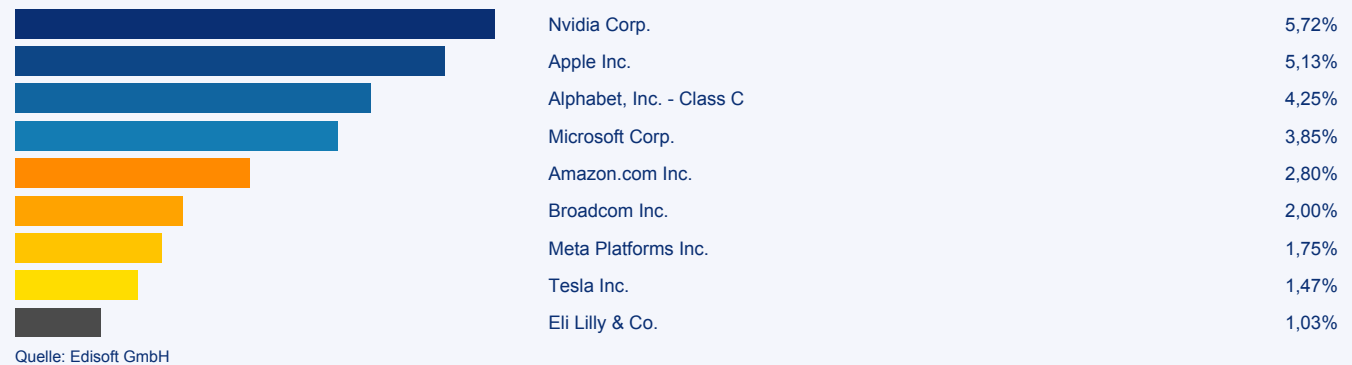 Nvidia Corp. 5,72%
Apple Inc. 5,13%
Alphabet, Inc. - Class C 4,25%
Microsoft Corp. 3,85%
Amazon.com Inc. 2,80%
Broadcom Inc. 2,00%
Meta Platforms Inc. 1,75%
Tesla Inc. 1,47%
Eli Lilly & Co. 1,03%
Quelle: Edisoft GmbH